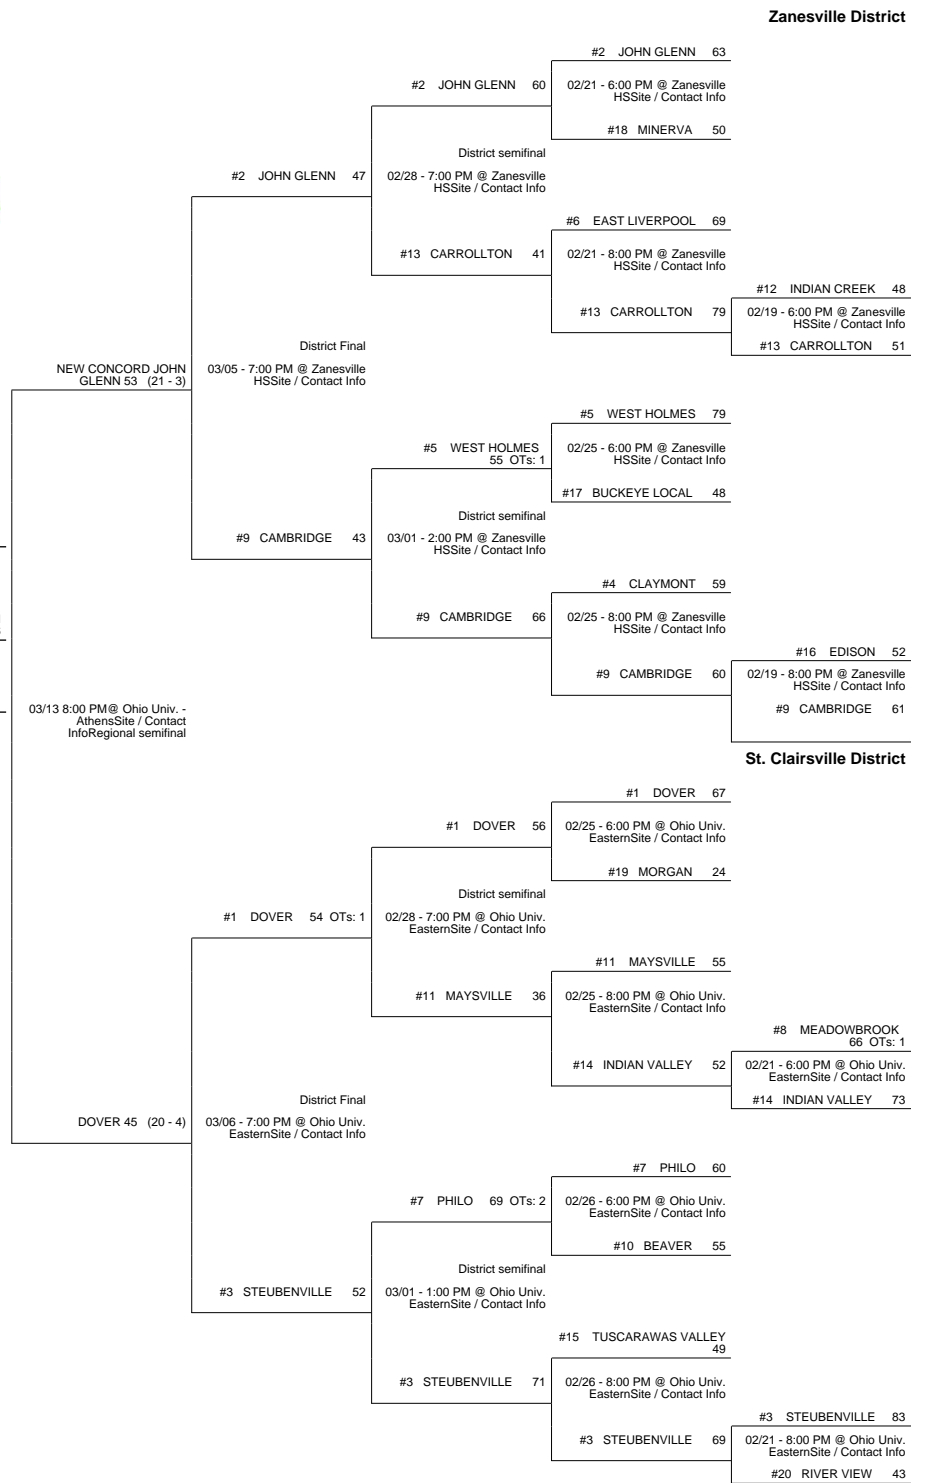 Zanesville District
#2 JOHN GLENN 63
#2 JOHN GLENN 60
02/21 - 6:00 PM @ Zanesville
HSSite / Contact Info
#18 MINERVA 50
District semifinal
#2 JOHN GLENN 47
02/28 - 7:00 PM @ Zanesville
HSSite / Contact Info
#6 EAST LIVERPOOL 69
#13 CARROLLTON 41
02/21 - 8:00 PM @ Zanesville
HSSite / Contact Info
#12 INDIAN CREEK 48
#13 CARROLLTON 79
02/19 - 6:00 PM @ Zanesville
HSSite / Contact Info
#13 CARROLLTON 51
District Final
NEW CONCORD JOHN
GLENN 53 (21 - 3)
03/05 - 7:00 PM @ Zanesville
HSSite / Contact Info
#5 WEST HOLMES 79
#5 WEST HOLMES
55 OTs: 1
02/25 - 6:00 PM @ Zanesville
HSSite / Contact Info
#17 BUCKEYE LOCAL 48
District semifinal
#9 CAMBRIDGE 43
03/01 - 2:00 PM @ Zanesville
HSSite / Contact Info
#4 CLAYMONT 59
#9 CAMBRIDGE 66
02/25 - 8:00 PM @ Zanesville
HSSite / Contact Info
#16 EDISON 52
#9 CAMBRIDGE 60
02/19 - 8:00 PM @ Zanesville
HSSite / Contact Info
#9 CAMBRIDGE 61
03/13 8:00 PM@ Ohio Univ. -
AthensSite / Contact
InfoRegional semifinal
St. Clairsville District
#1 DOVER 67
#1 DOVER 56
02/25 - 6:00 PM @ Ohio Univ.
EasternSite / Contact Info
#19 MORGAN 24
District semifinal
#1 DOVER 54 OTs: 1
02/28 - 7:00 PM @ Ohio Univ.
EasternSite / Contact Info
#11 MAYSVILLE 55
#11 MAYSVILLE 36
02/25 - 8:00 PM @ Ohio Univ.
EasternSite / Contact Info
#8 MEADOWBROOK
66 OTs: 1
#14 INDIAN VALLEY 52
02/21 - 6:00 PM @ Ohio Univ.
EasternSite / Contact Info
#14 INDIAN VALLEY 73
District Final
DOVER 45 (20 - 4)
03/06 - 7:00 PM @ Ohio Univ.
EasternSite / Contact Info
#7 PHILO 60
#7 PHILO 69 OTs: 2
02/26 - 6:00 PM @ Ohio Univ.
EasternSite / Contact Info
#10 BEAVER 55
District semifinal
#3 STEUBENVILLE 52
03/01 - 1:00 PM @ Ohio Univ.
EasternSite / Contact Info
#15 TUSCARAWAS VALLEY
49
#3 STEUBENVILLE 71
02/26 - 8:00 PM @ Ohio Univ.
EasternSite / Contact Info
#3 STEUBENVILLE 83
#3 STEUBENVILLE 69
02/21 - 8:00 PM @ Ohio Univ.
EasternSite / Contact Info
#20 RIVER VIEW 43